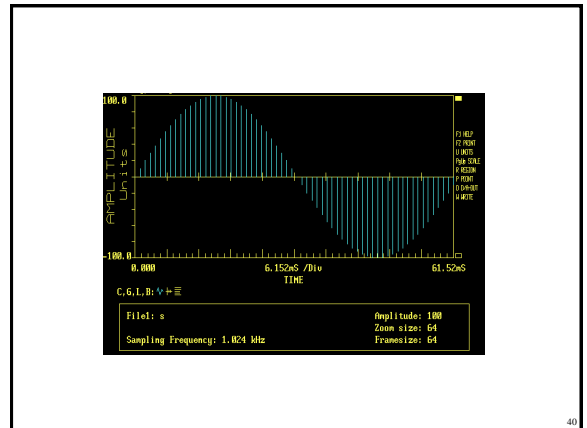 100.0
AMPLITUDE
Units
-100.0
F1 HELP
F2 PRINT
U UNITS
PgUp SCALE
R REGION
P POINT
O D/A-OUT
W WRITE
0.000
6.152mS /Div
61.52mS
TIME
C,G,L,B:
File1: s
Amplitude: 100
Zoom size: 64
Sampling Frequency: 1.024 kHz
Framesize: 64
40